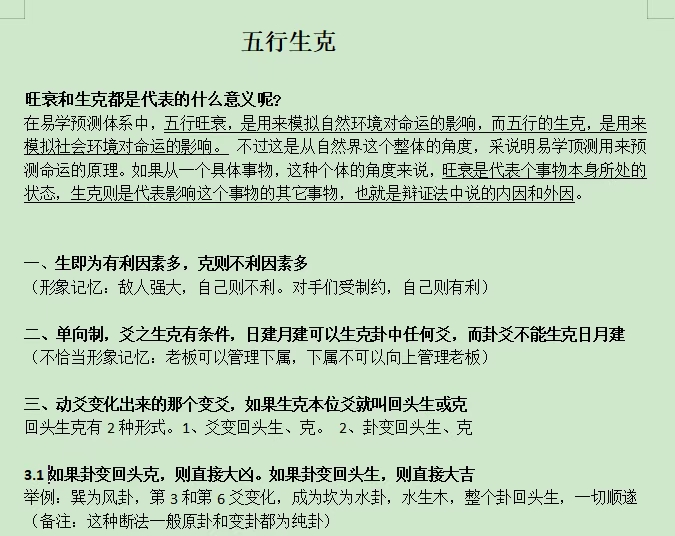 五行生克
旺衰和生克都是代表的什么意义呢?
在易学预测体系中，五行旺衰，是用来模拟自然环境对命运的影响，而五行的生克，是用来
模拟社会环境对命运的影响。 不过这是从自然界这个整体的角度，采说明易学顶测用来预
测命运的原理。如果从一个具体事物，这种个体的角度来说，旺衰是代表个事物本身所处的
状态，生克则是代表影响这个事物的其它事物，也就是辩证法中说的内因和外因。
一、生即为有利因素多，克则不利因素多
（形象记忆：敌人强大，自己则不利。对手们受制约，自己则有利）
二、单向制，爻之生克有条件，日建月建可以生克卦中任何爻，而卦爻不能生克日月建
（不恰当形象记忆：老板可以管理下属，下属不可以向上管理老板）
三、动爻变化出来的那个变爻，如果生克本位爻就叫回头生或克
回头生克有 2 种形式。1、爻变回头生、克。 2、卦变回头生、克
3.1 如果卦变回头克，则直接大凶。如果卦变回头生，则直接大吉
举例：巽为风卦，第 3 和第 6 爻变化，成为坎为水卦，水生木，整个卦回头生，一切顺遂
（备注：这种断法一般原卦和变卦都为纯卦）